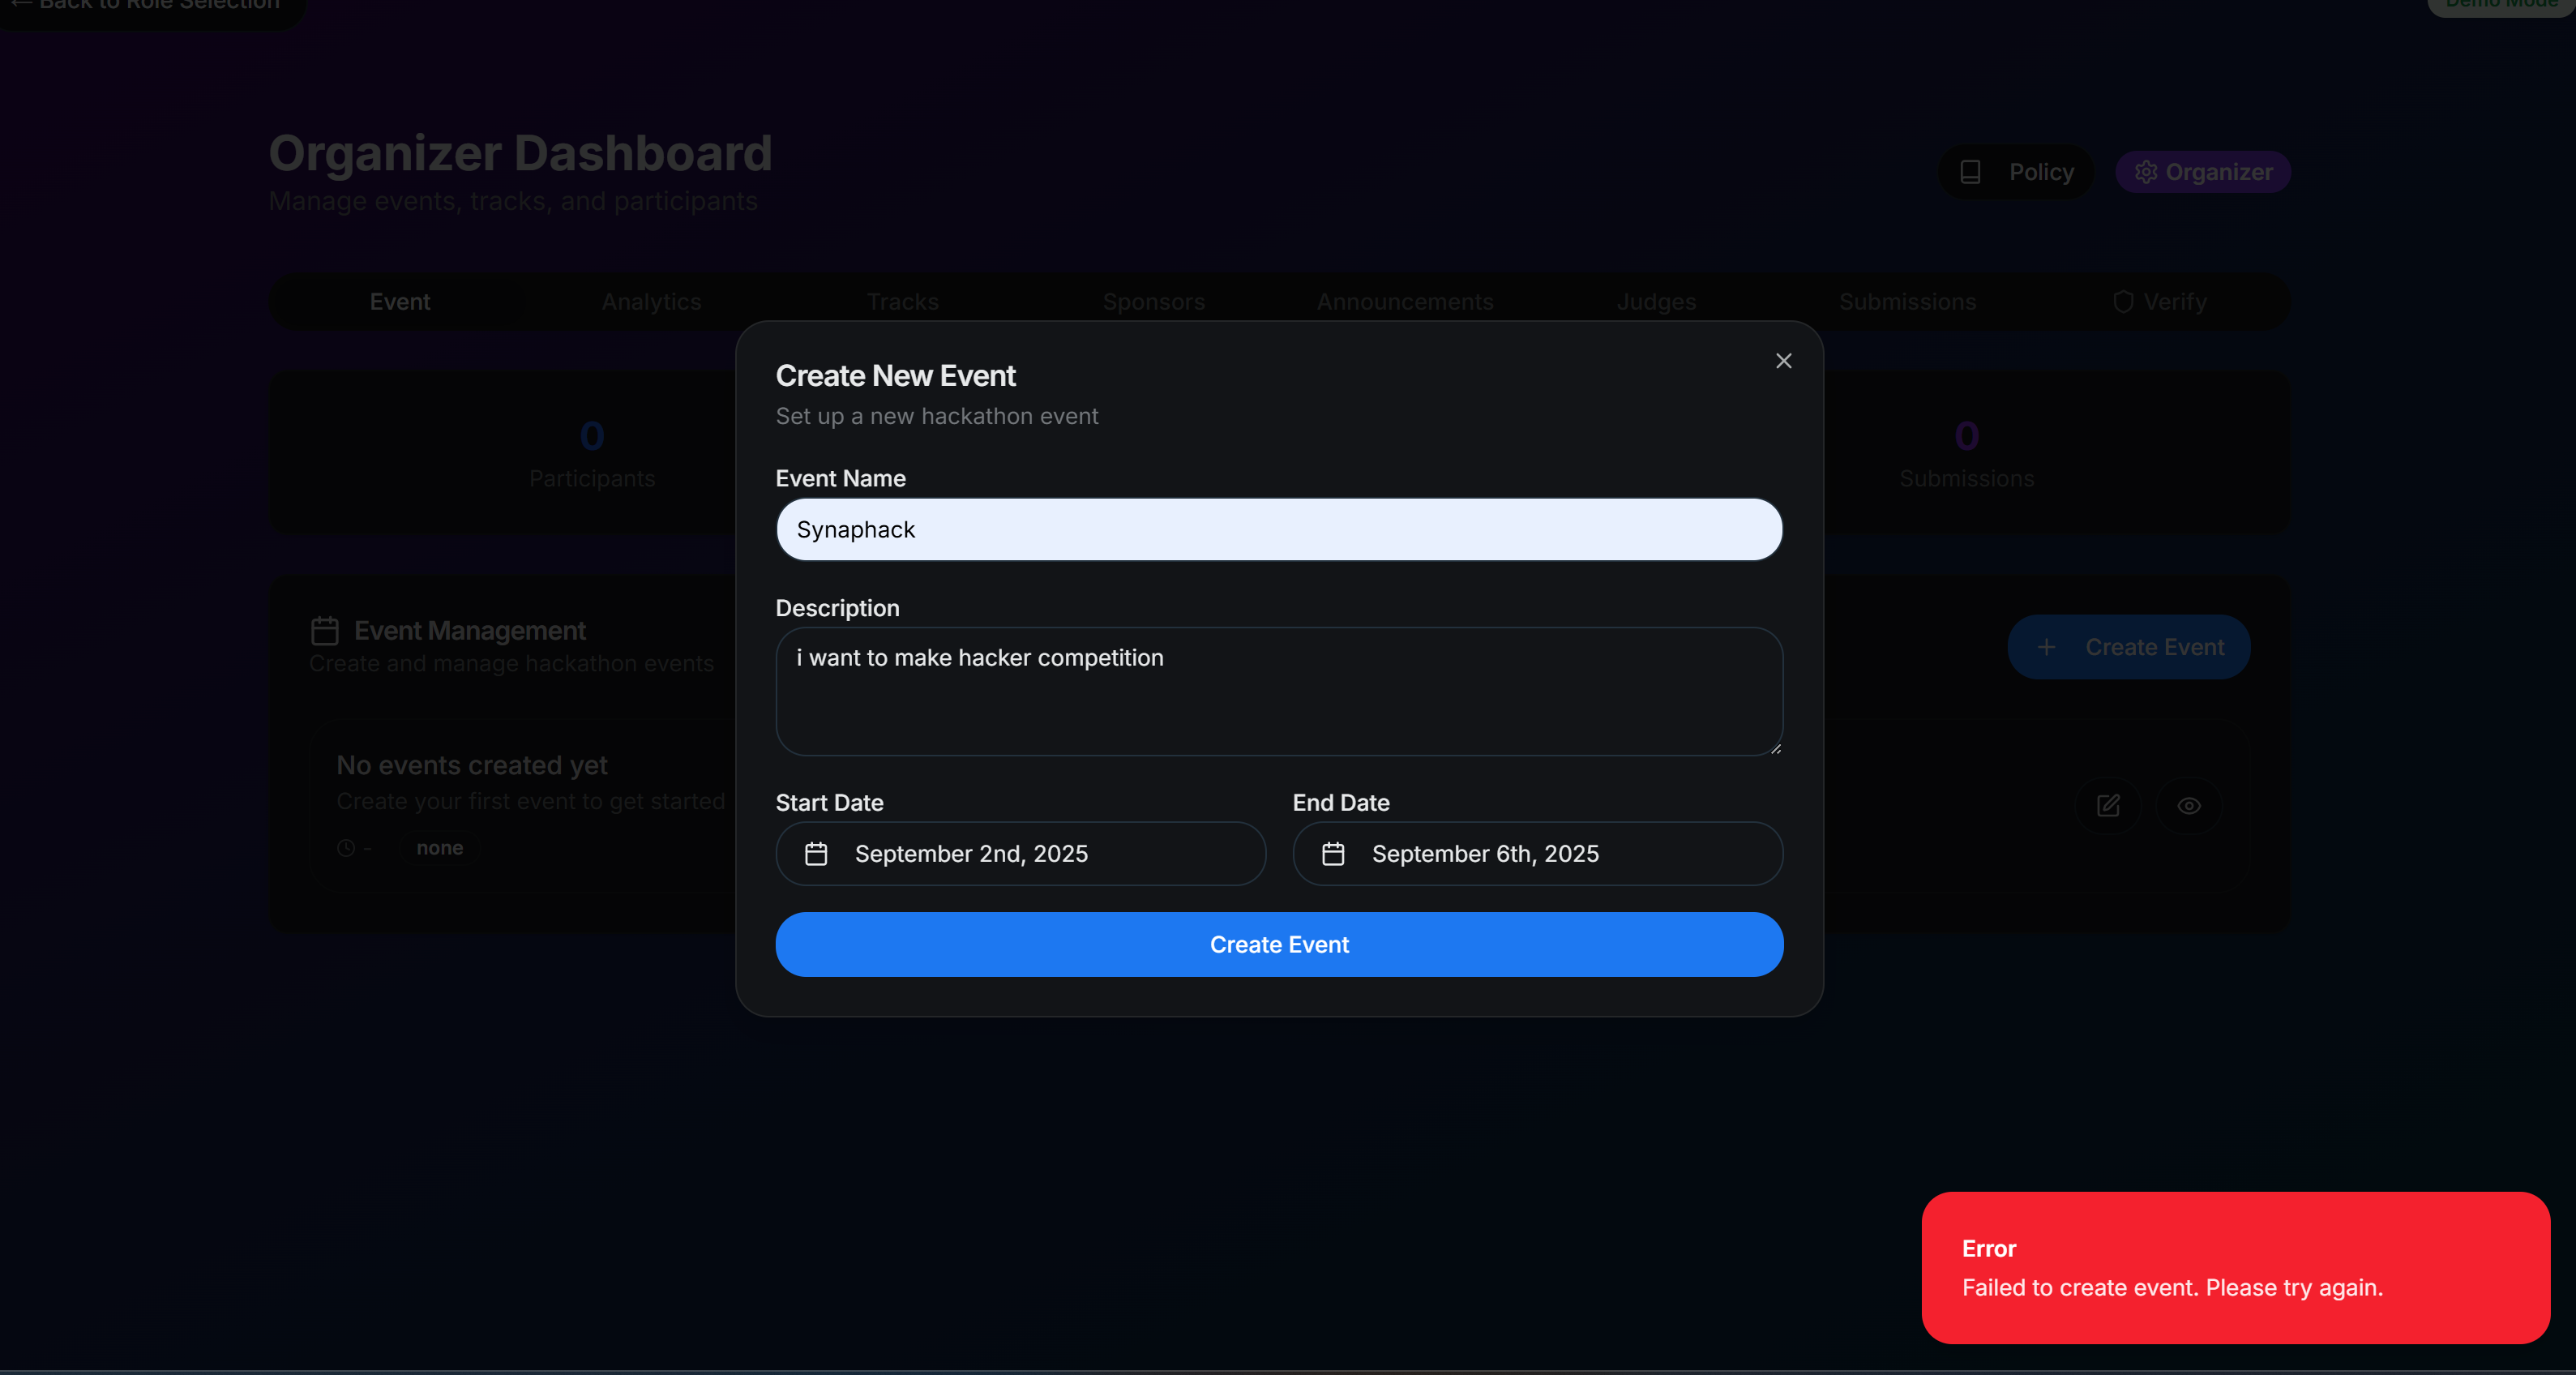 ← Back to Role Selection
Demo Mode
Organizer Dashboard
Manage events, tracks, and participants
Policy
Organizer
Event
Analytics
Tracks
Sponsors
Announcements
Judges
Submissions
Verify
0
Participants
0
Submissions
Event Management
Create and manage hackathon events
+ Create Event
No events created yet
Create your first event to get started
-
none
Create New Event
Set up a new hackathon event
Event Name
Synaphack
Description
i want to make hacker competition
Start Date
End Date
September 2nd, 2025
September 6th, 2025
Create Event
Error
Failed to create event. Please try again.